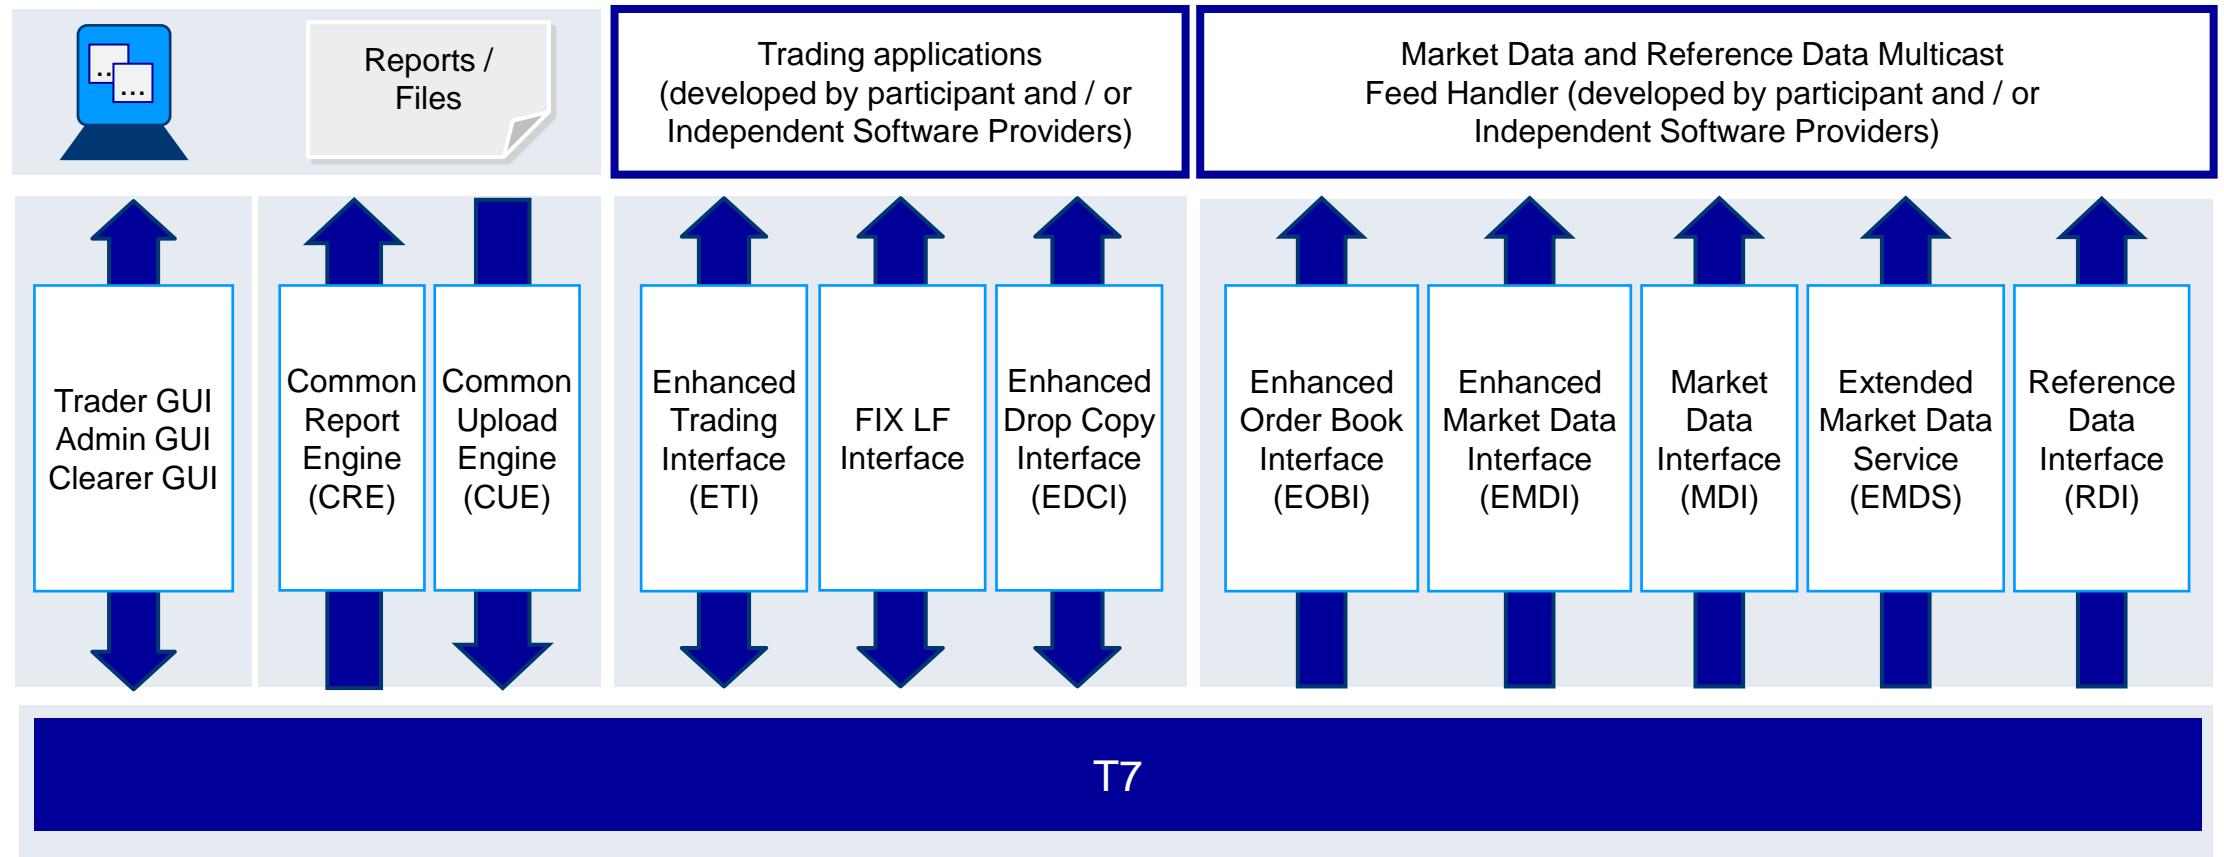 ...
...
Reports /
Files
Trading applications
(developed by participant and / or
Independent Software Providers)
Market Data and Reference Data Multicast
Feed Handler (developed by participant and / or
Independent Software Providers)
Trader GUI
Admin GUI
Clearer GUI
Common
Report
Engine
(CRE)
Common
Upload
Engine
(CUE)
Enhanced
Trading
Interface
(ETI)
FIX LF
Interface
Enhanced
Drop Copy
Interface
(EDCI)
Enhanced
Order Book
Interface
(EOBI)
Enhanced
Market Data
Interface
(EMDI)
Market
Data
Interface
(MDI)
Extended
Market Data
Service
(EMDS)
Reference
Data
Interface
(RDI)
T7